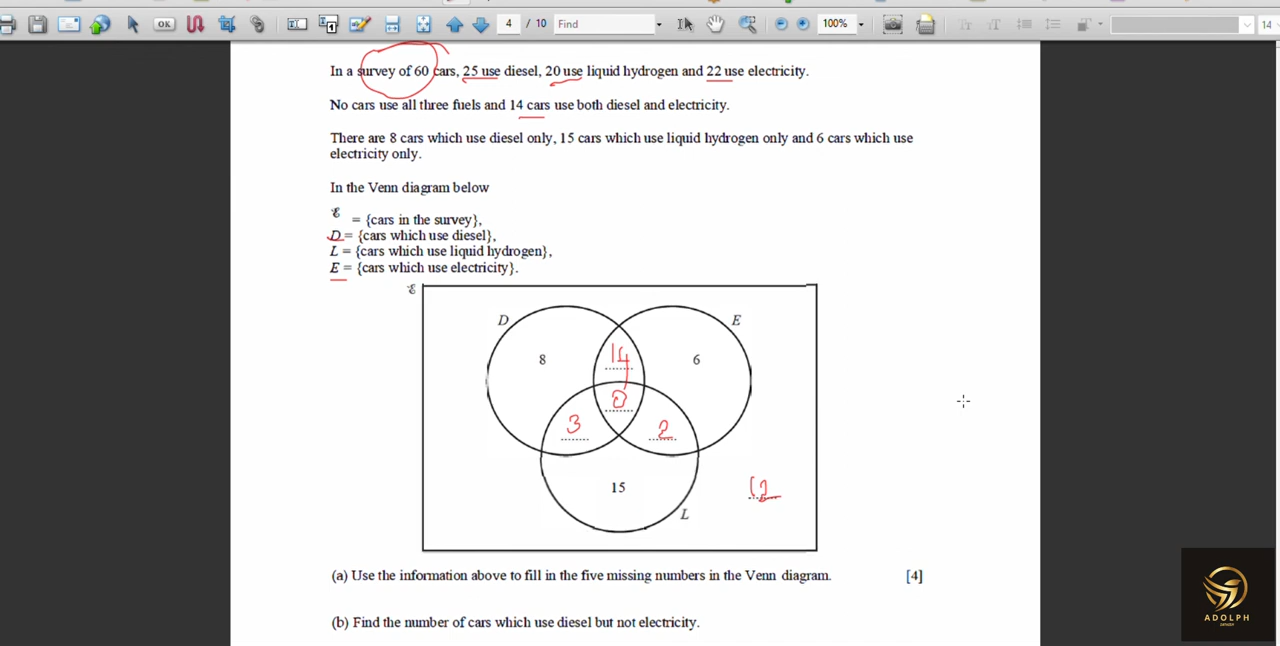 OK
4 / 10
Find
100%
14
In a survey of 60 cars, 25 use diesel, 20 use liquid hydrogen and 22 use electricity.
No cars use all three fuels and 14 cars use both diesel and electricity.
There are 8 cars which use diesel only, 15 cars which use liquid hydrogen only and 6 cars which use
electricity only.
In the Venn diagram below
ℰ = {cars in the survey},
D = {cars which use diesel},
L = {cars which use liquid hydrogen},
E = {cars which use electricity}.
ℰ
D
E
8
14
6
0
3
2
15
12
L
(a) Use the information above to fill in the five missing numbers in the Venn diagram.
[4]
(b) Find the number of cars which use diesel but not electricity.
ADOLPH